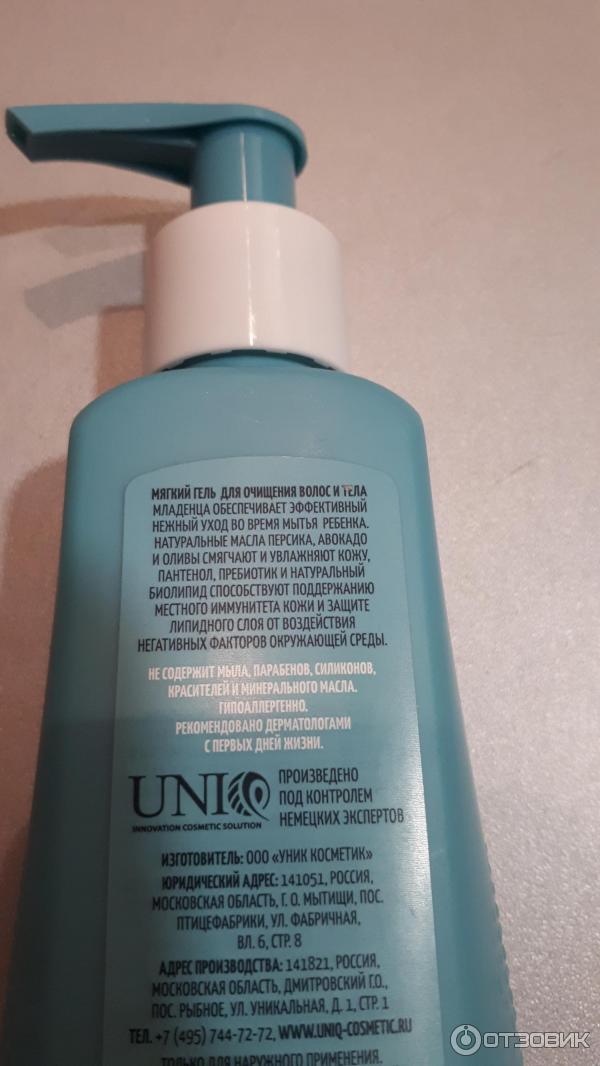 МЯГКИЙ ГЕЛЬ ДЛЯ ОЧИЩЕНИЯ ВОЛОС И ТЕЛА
МЛАДЕНЦА ОБЕСПЕЧИВАЕТ ЭФФЕКТИВНЫЙ
НЕЖНЫЙ УХОД ВО ВРЕМЯ МЫТЬЯ РЕБЕНКА.
НАТУРАЛЬНЫЕ МАСЛА ПЕРСИКА, АВОКАДО
И ОЛИВЫ СМЯГЧАЮТ И УВЛАЖНЯЮТ КОЖУ,
ПАНТЕНОЛ, ПРЕБИОТИК И НАТУРАЛЬНЫЙ
БИОЛИПИД СПОСОБСТВУЮТ ПОДДЕРЖАНИЮ
МЕСТНОГО ИММУНИТЕТА КОЖИ И ЗАЩИТЕ
ЛИПИДНОГО СЛОЯ ОТ ВОЗДЕЙСТВИЯ
НЕГАТИВНЫХ ФАКТОРОВ ОКРУЖАЮЩЕЙ СРЕДЫ.
НЕ СОДЕРЖИТ МЫЛА, ПАРАБЕНОВ, СИЛИКОНОВ,
КРАСИТЕЛЕЙ И МИНЕРАЛЬНОГО МАСЛА.
ГИПОАЛЛЕРГЕННО.
РЕКОМЕНДОВАНО ДЕРМАТОЛОГАМИ
С ПЕРВЫХ ДНЕЙ ЖИЗНИ.
UNIQ
INNOVATION COSMETIC SOLUTION
ПРОИЗВЕДЕНО
ПОД КОНТРОЛЕМ
НЕМЕЦКИХ ЭКСПЕРТОВ
ИЗГОТОВИТЕЛЬ: ООО «УНИК КОСМЕТИК»
ЮРИДИЧЕСКИЙ АДРЕС: 141051, РОССИЯ,
МОСКОВСКАЯ ОБЛАСТЬ, Г. О. МЫТИЩИ, ПОС.
ПТИЦЕФАБРИКИ, УЛ. ФАБРИЧНАЯ,
ВЛ. 6, СТР. 8
АДРЕС ПРОИЗВОДСТВА: 141821, РОССИЯ,
МОСКОВСКАЯ ОБЛАСТЬ, ДМИТРОВСКИЙ Г.О.,
ПОС. РЫБНОЕ, УЛ. УНИКАЛЬНАЯ, Д. 1, СТР. 1
ТЕЛ. +7 (495) 744-72-72, WWW.UNIQ-COSMETIC.RU
ТОЛЬКО ДЛЯ НАРУЖНОГО ПРИМЕНЕНИЯ.
ОТЗОВИК